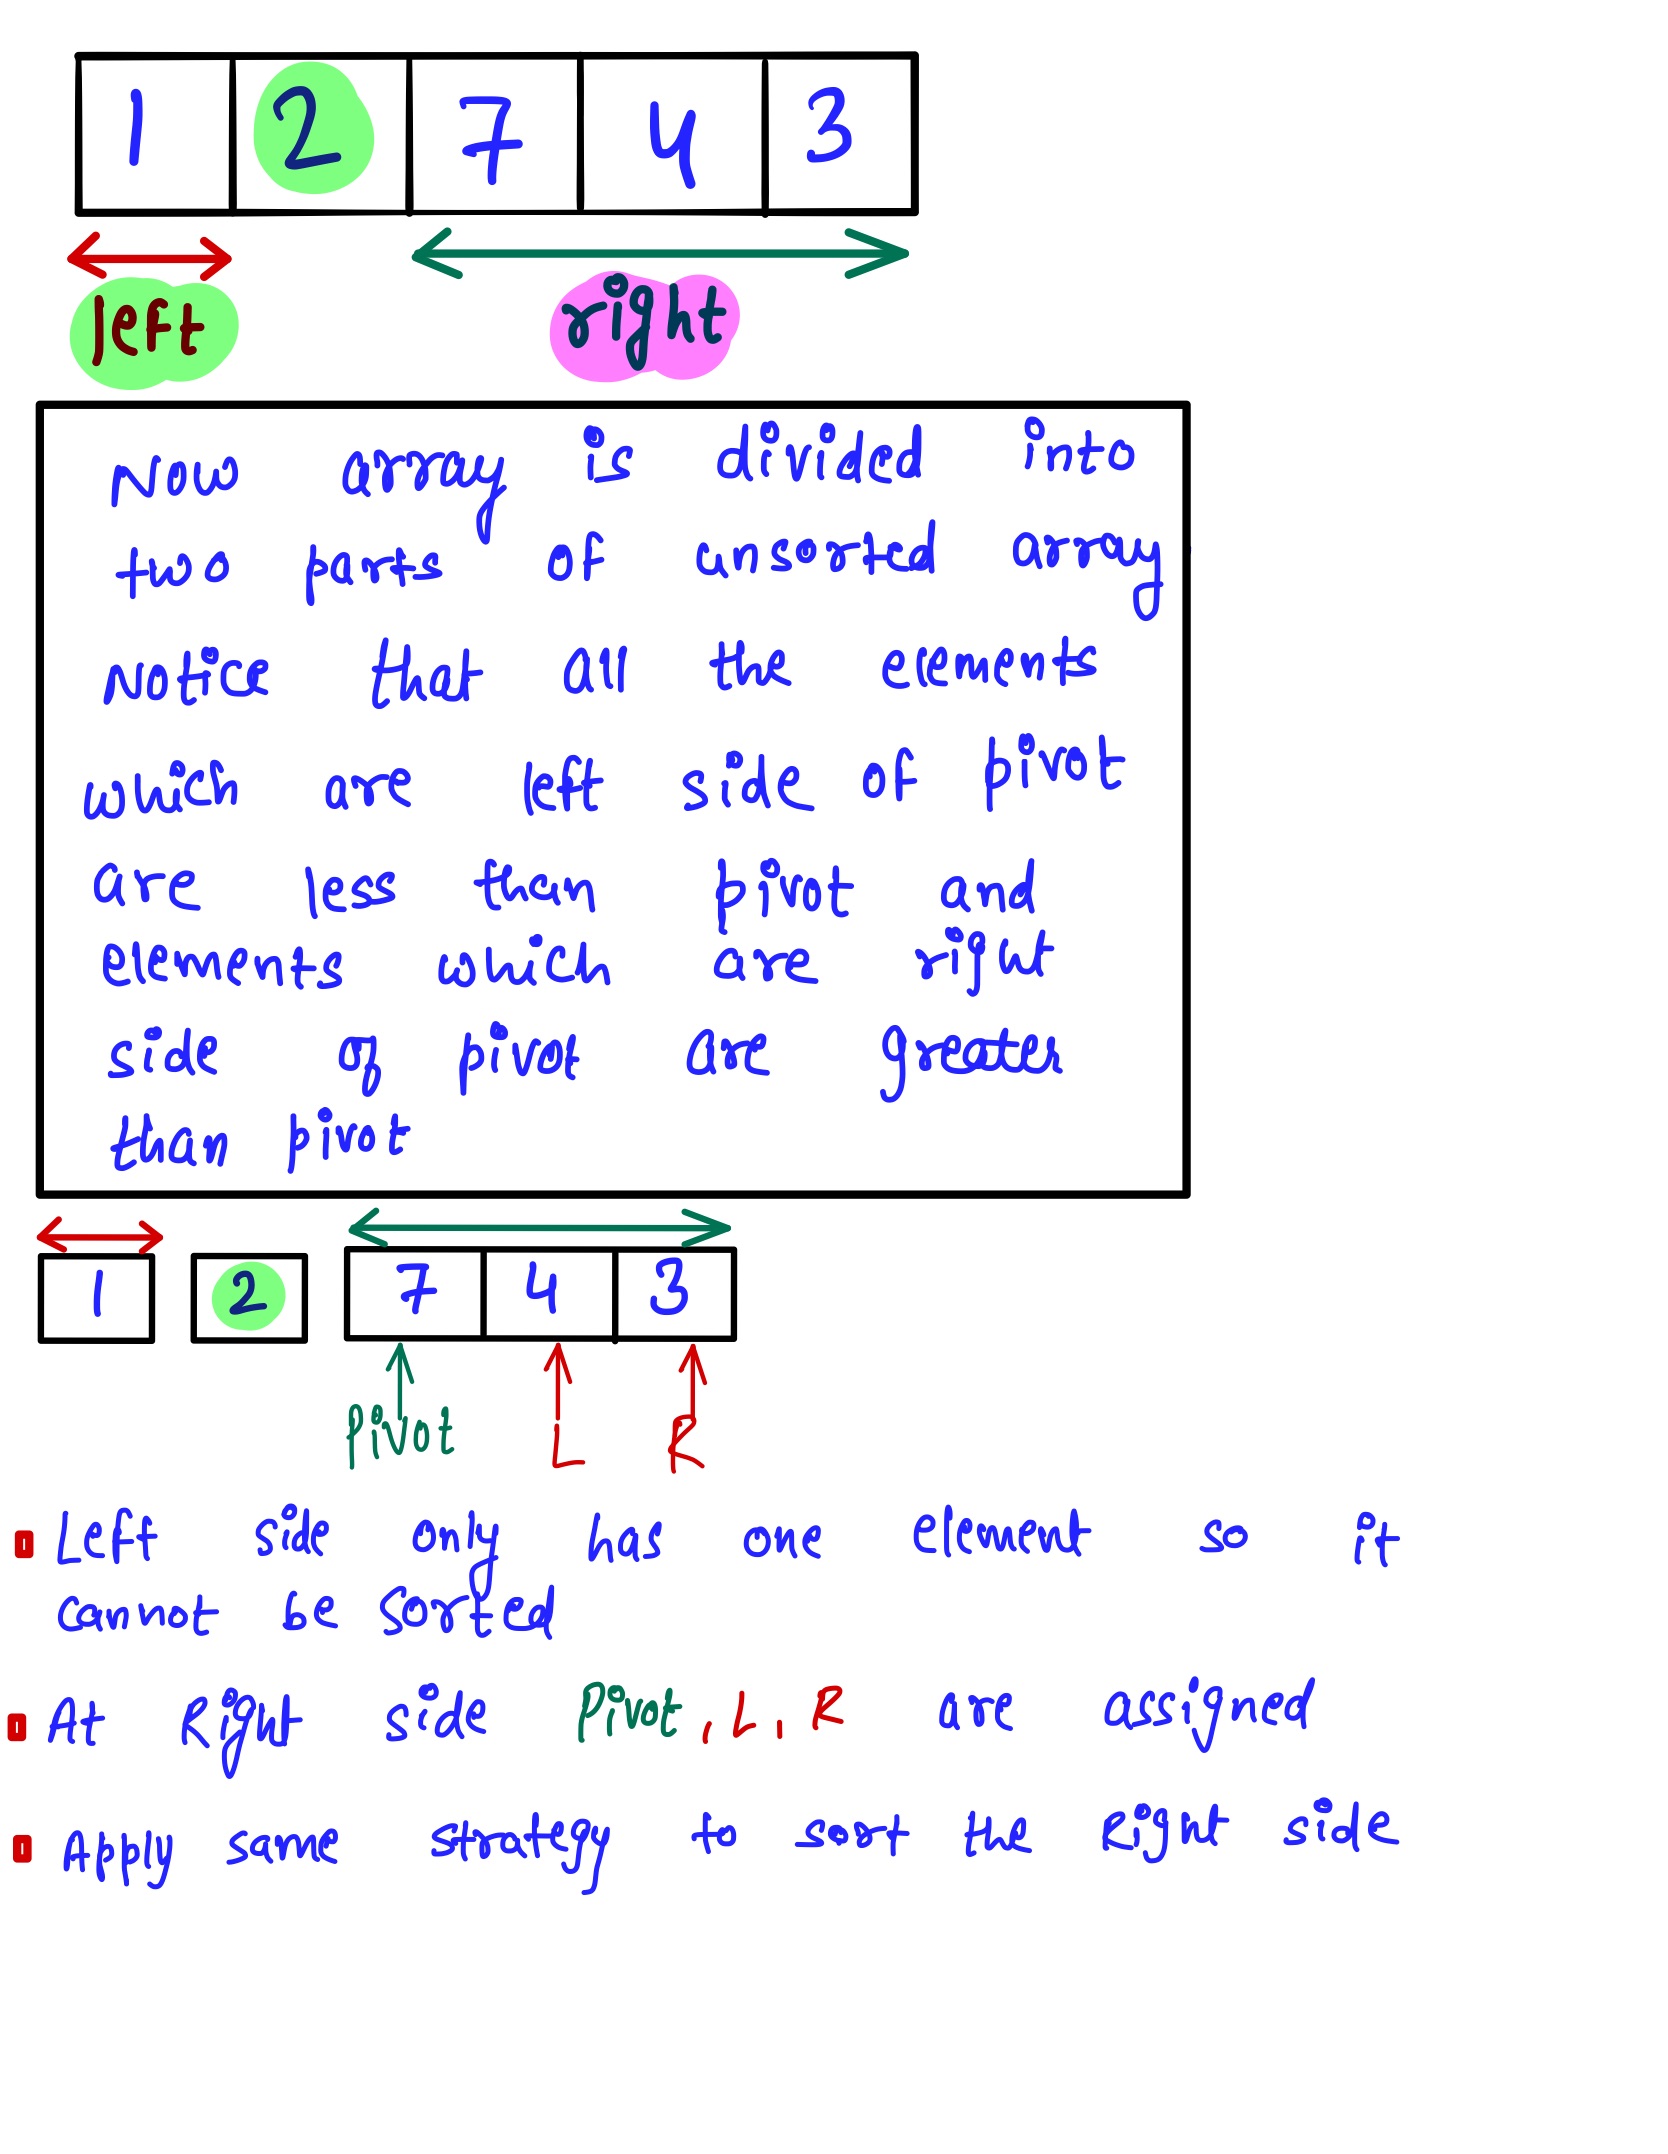 1 2 7 4 3
left right
Now array is divided into
two parts of unsorted array
Notice that all the elements
which are left side of pivot
are less than pivot and
elements which are right
side of pivot are greater
than pivot
1 2 7 4 3
Pivot L R
Left side only has one element so it
cannot be sorted
At Right side Pivot, L, R are assigned
Apply same strategy to sort the Right side